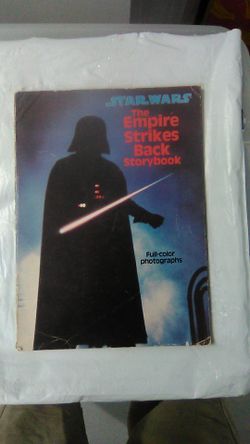 STAR WARS
The
Empire
Strikes
Back
Storybook
Full-color
photographs